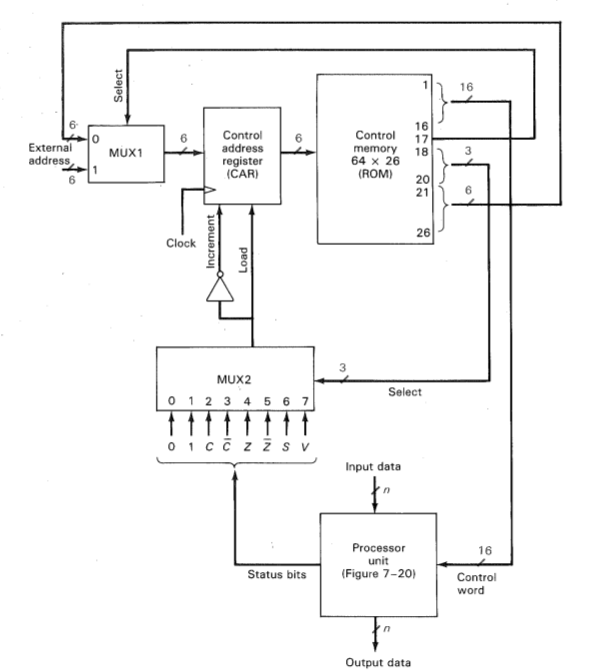 6
Select
0
MUX1
1
External
address
6
6
Control
address
register
(CAR)
6
Control
memory
64 × 26
(ROM)
1
16
17
18
20
21
26
16
3
6
Clock
Increment
Load
MUX2
0 1 2 3 4 5 6 7
0 1 C C̅ Z Z̅ S V
3
Select
Input data
n
Processor
unit
(Figure 7–20)
16
Control
word
Status bits
n
Output data